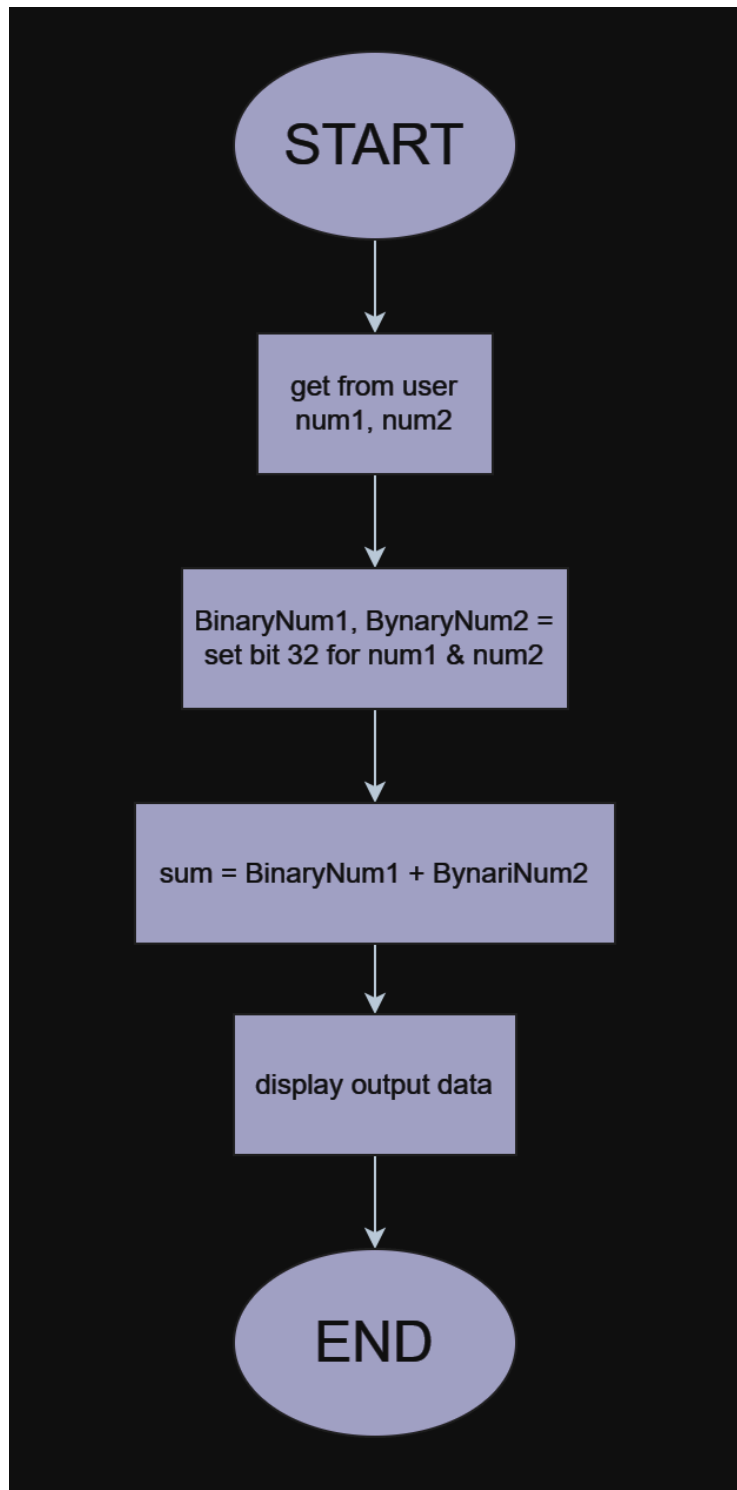 START
get from user
num1, num2
BinaryNum1, BynaryNum2 =
set bit 32 for num1 & num2
sum = BinaryNum1 + BynariNum2
display output data
END